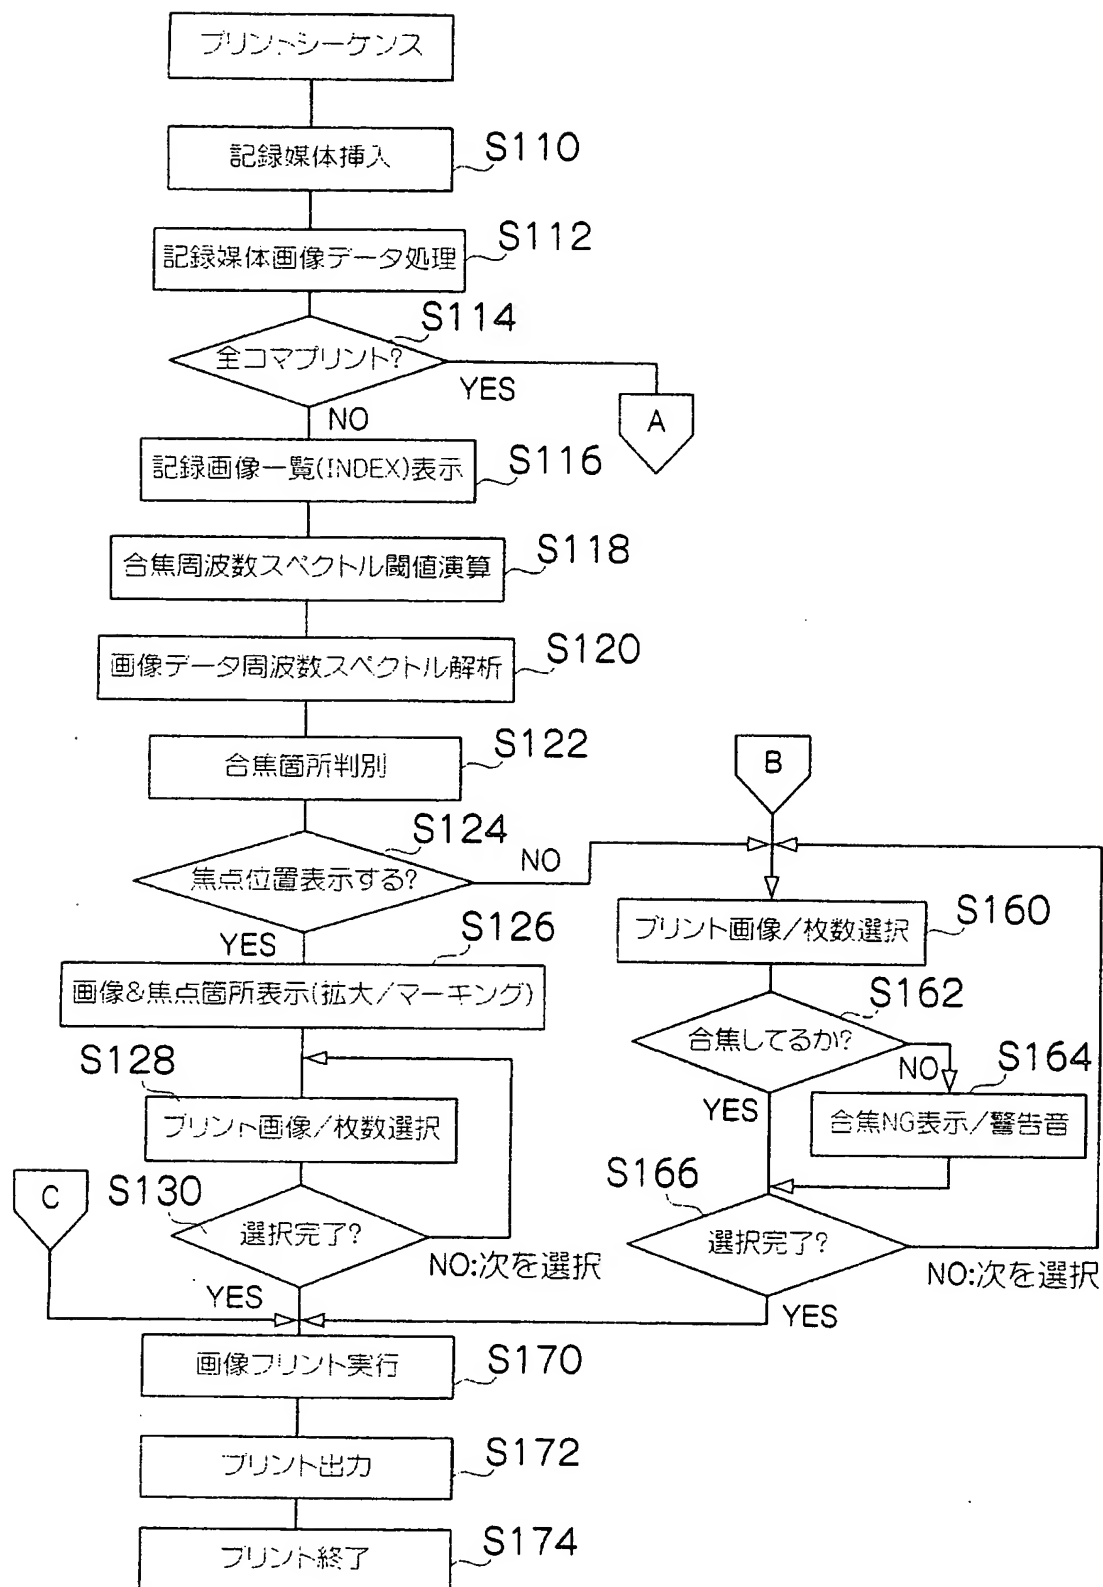 プリントシーケンス
記録媒体挿入
S110
記録媒体画像データ処理
S112
全コマプリント?
S114
YES
A
NO
記録画像一覧(INDEX)表示
S116
合焦周波数スペクトル閾値演算
S118
画像データ周波数スペクトル解析
S120
合焦箇所判別
S122
焦点位置表示する?
S124
NO
YES
画像&焦点箇所表示(拡大/マーキング)
S126
S128
プリント画像/枚数選択
C
S130
選択完了?
NO:次を選択
YES
B
プリント画像/枚数選択
S160
合焦してるか?
S162
NO
YES
S164
合焦NG表示/警告音
S166
選択完了?
NO:次を選択
YES
画像プリント実行
S170
プリント出力
S172
プリント終了
S174